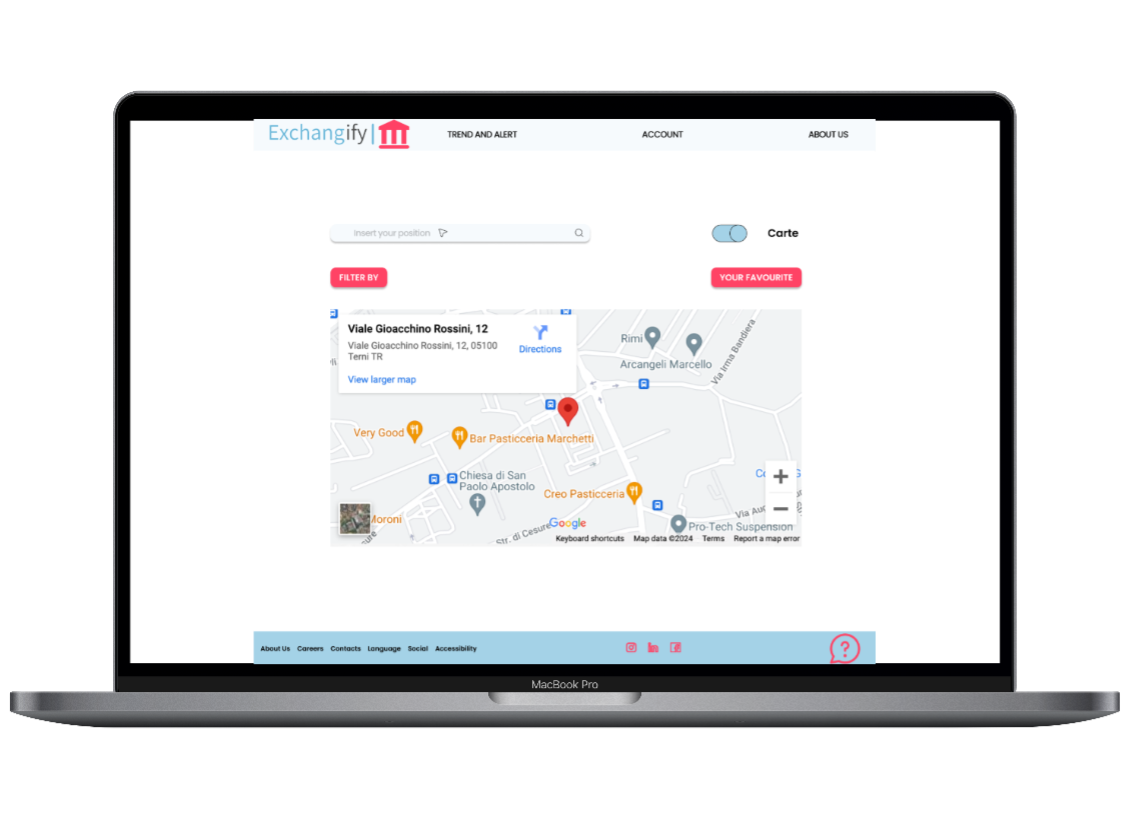 Exchangify
TREND AND ALERT
ACCOUNT
ABOUT US
Insert your position
Carte
FILTER BY
YOUR FAVOURITE
Viale Gioacchino Rossini, 12
Viale Gioacchino Rossini, 12, 05100
Terni TR
Directions
View larger map
Rimi
Arcangeli Marcello
Via Irma Bandiera
Very Good
Bar Pasticceria Marchetti
Chiesa di San
Paolo Apostolo
Creo Pasticceria
Moroni
Str. di Cesure
Google
Via Au
Pro-Tech Suspension
Keyboard shortcuts
Map data ©2024
Terms
Report a map error
About Us
Careers
Contacts
Language
Social
Accessibility
MacBook Pro